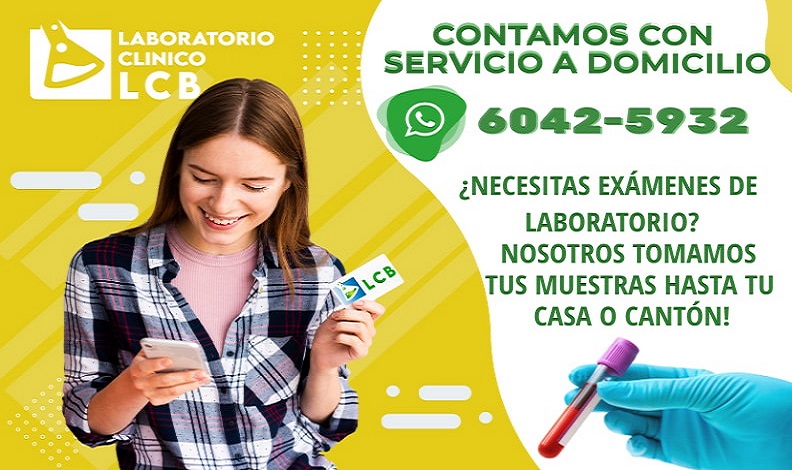 LABORATORIO
CLINICO
LCB
CONTAMOS CON
SERVICIO A DOMICILIO
6042-5932
¿NECESITAS EXÁMENES DE
LABORATORIO?
NOSOTROS TOMAMOS
TUS MUESTRAS HASTA TU
CASA O CANTÓN!
LCB